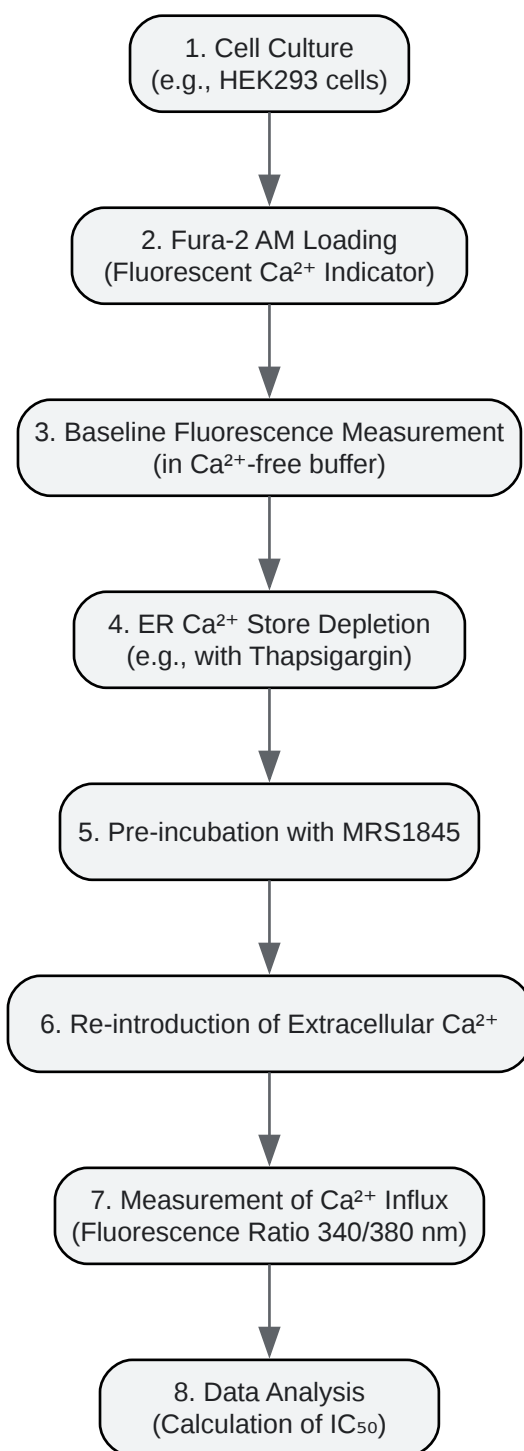 1. Cell Culture
(e.g., HEK293 cells)
2. Fura-2 AM Loading
(Fluorescent Ca²⁺ Indicator)
3. Baseline Fluorescence Measurement
(in Ca²⁺-free buffer)
4. ER Ca²⁺ Store Depletion
(e.g., with Thapsigargin)
5. Pre-incubation with MRS1845
6. Re-introduction of Extracellular Ca²⁺
7. Measurement of Ca²⁺ Influx
(Fluorescence Ratio 340/380 nm)
8. Data Analysis
(Calculation of IC₅₀)